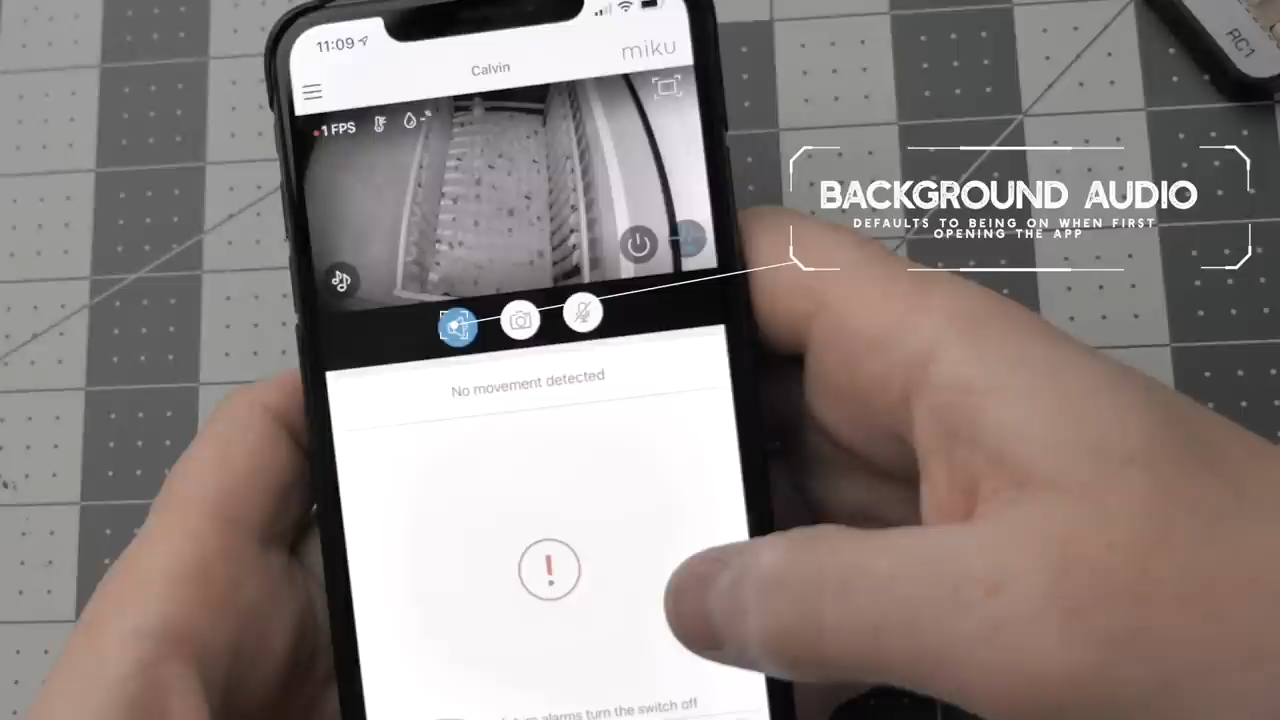 11:09
miku
Calvin
1 FPS
RC1
BACKGROUND AUDIO
DEFAULTS TO BEING ON WHEN FIRST
OPENING THE APP
No movement detected
!
alarms turn the switch off